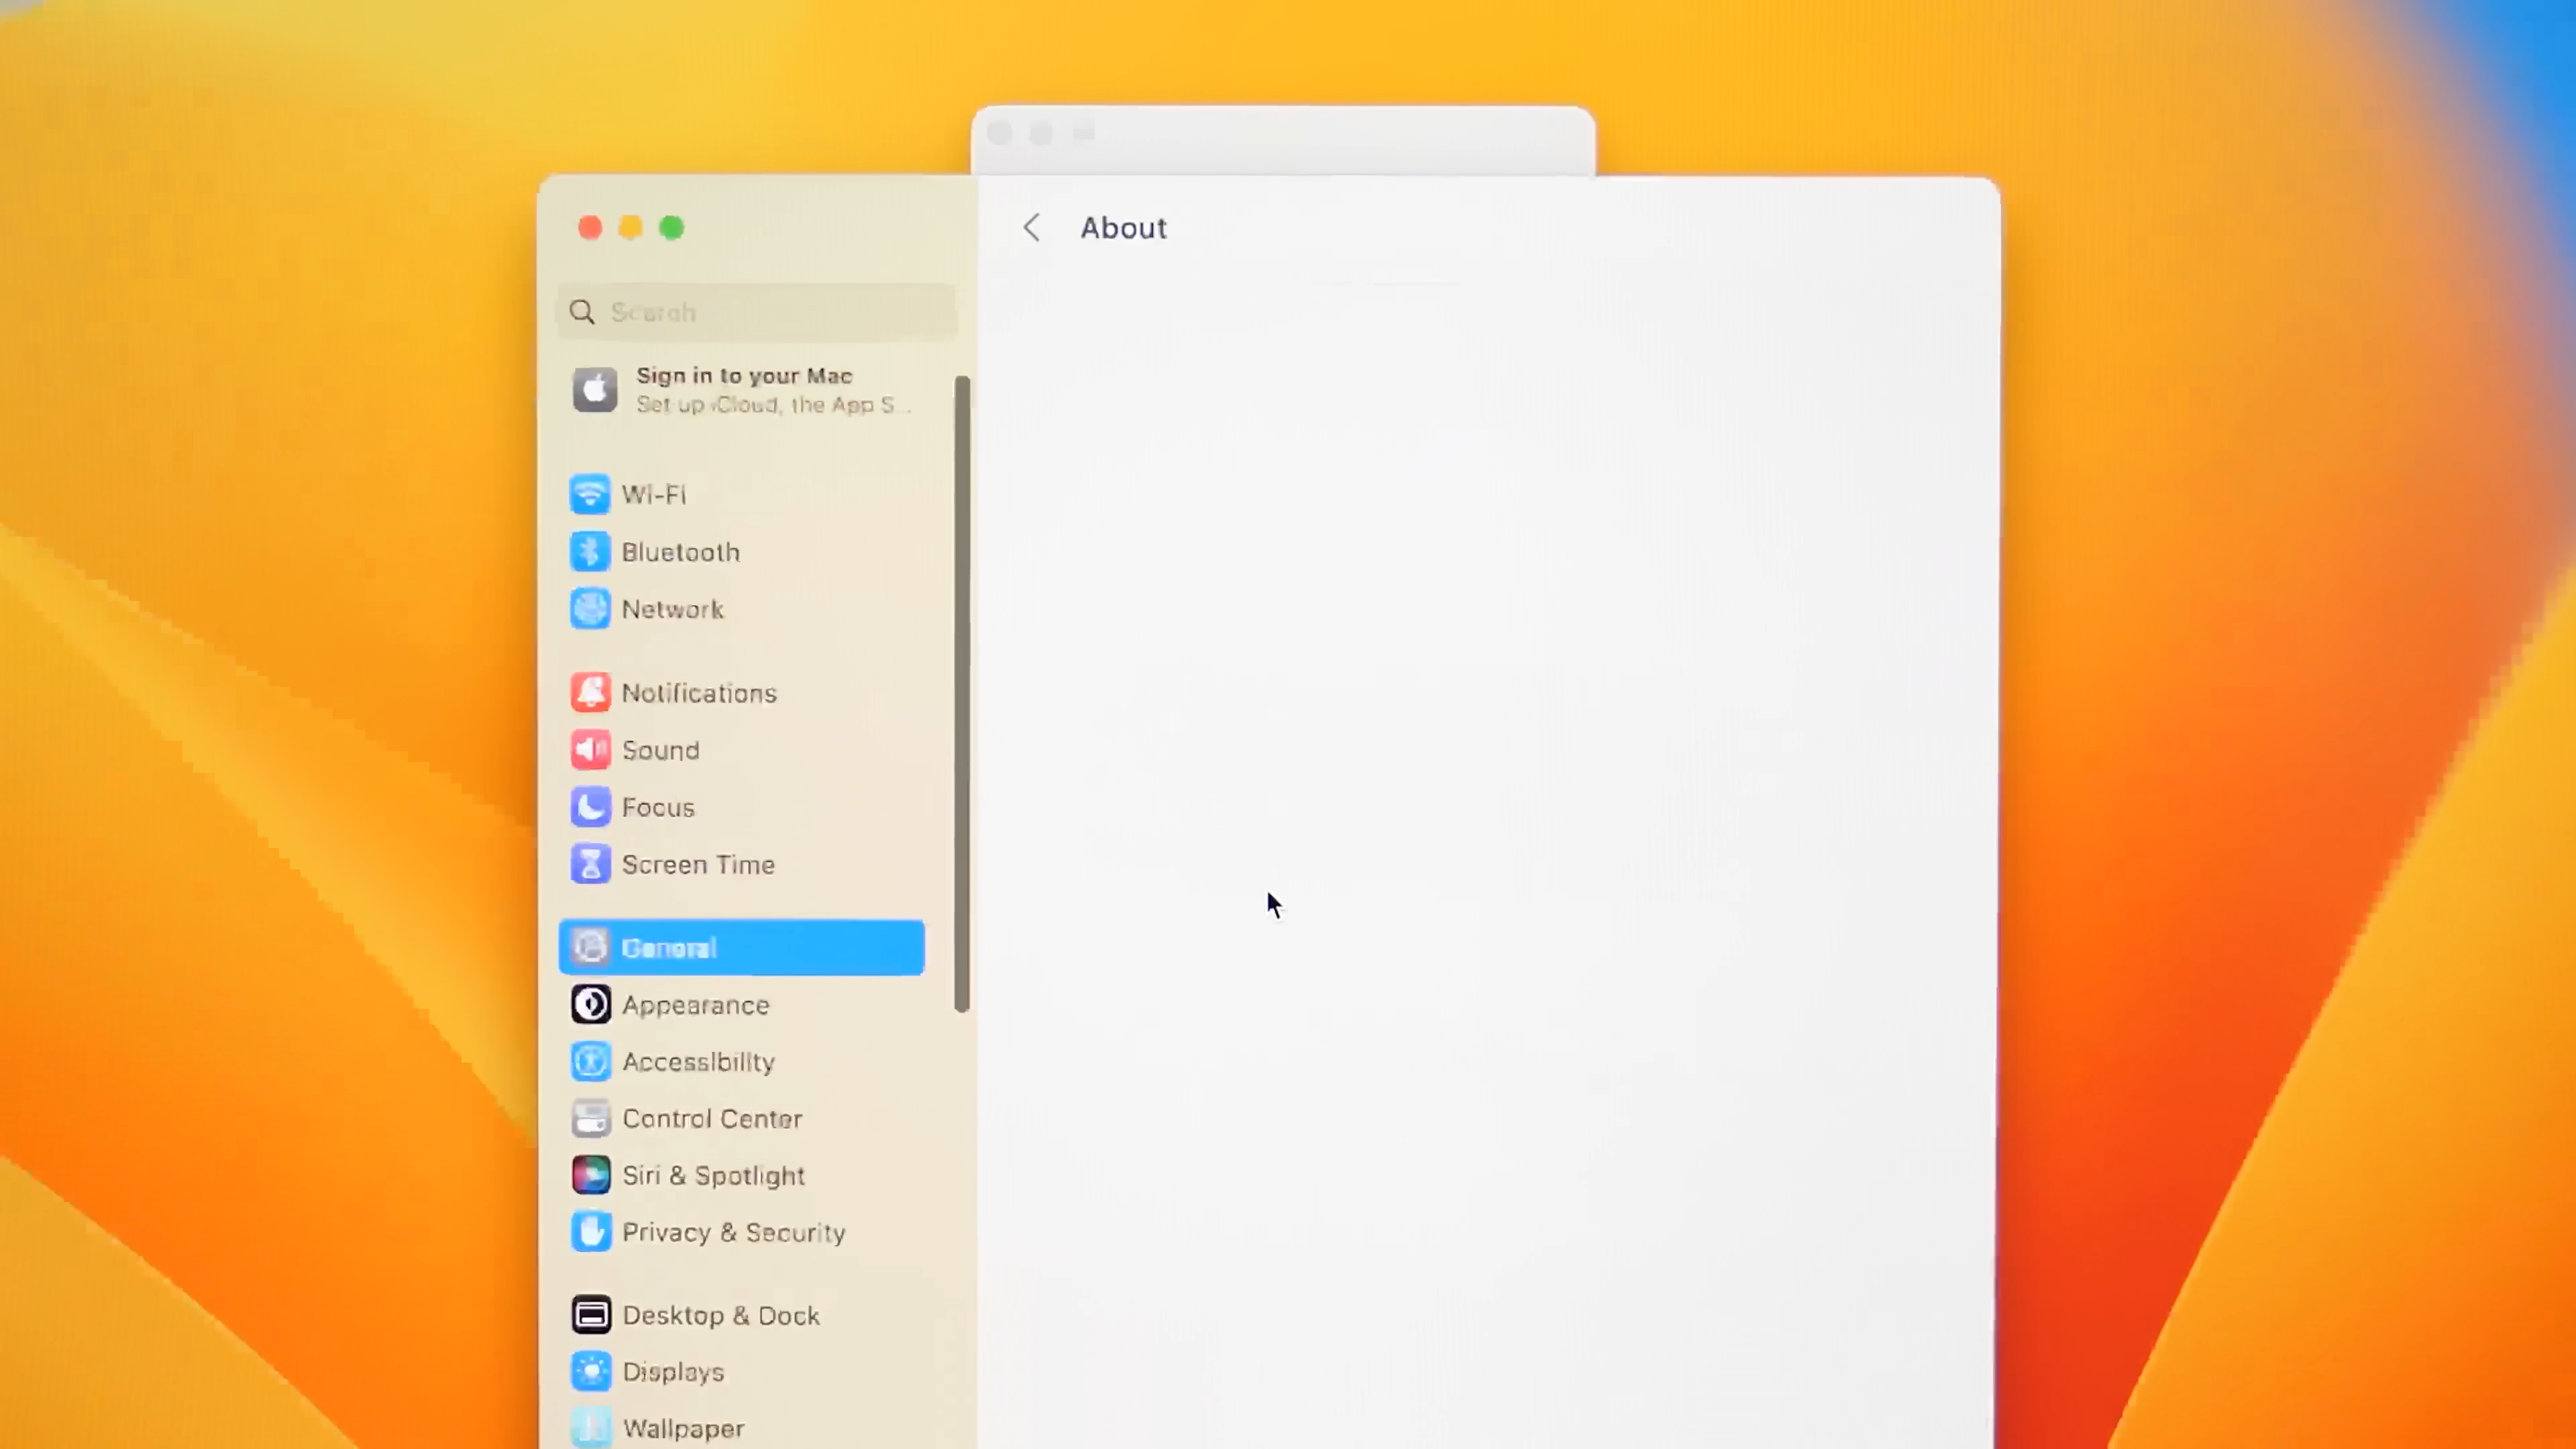 About
Search
Sign in to your Mac
Set up iCloud, the App S...
Wi-Fi
Bluetooth
Network
Notifications
Sound
Focus
Screen Time
General
Appearance
Accessibility
Control Center
Siri & Spotlight
Privacy & Security
Desktop & Dock
Displays
Wallpaper